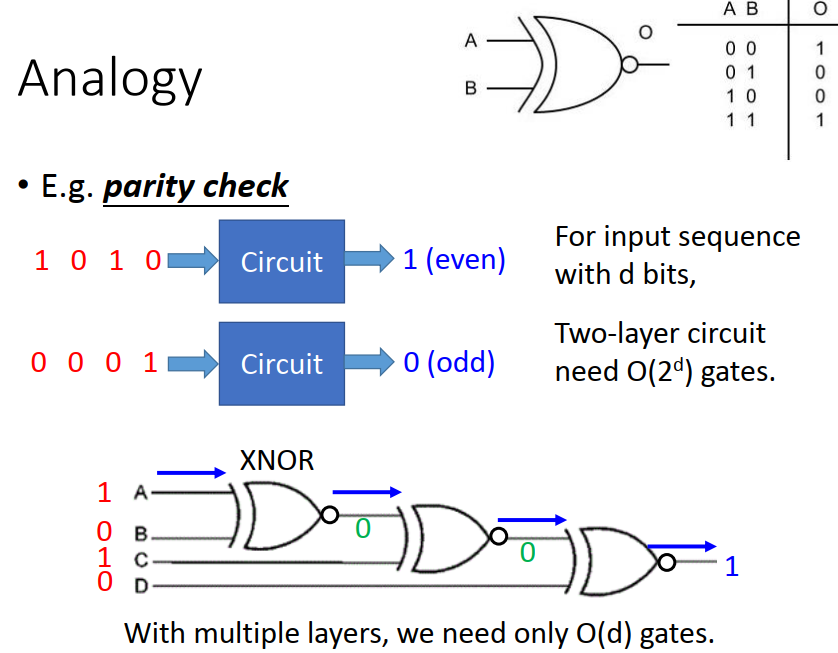 Analogy
A
B
O
A B O
0 0 1
0 1 0
1 0 0
1 1 1
• E.g. parity check
1 0 1 0 Circuit 1 (even)
0 0 0 1 Circuit 0 (odd)
For input sequence
with d bits,
Two-layer circuit
need O(2ᵈ) gates.
XNOR
1 A
0 B
1 C
0 D
0
0
1
With multiple layers, we need only O(d) gates.